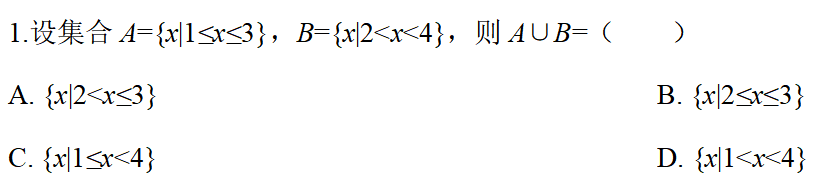 1.设集合 A={x|1≤x≤3}，B={x|2<x<4}，则 A∪B=（　　）
A. {x|2<x≤3}　　B. {x|2≤x≤3}
C. {x|1≤x<4}　　D. {x|1<x<4}